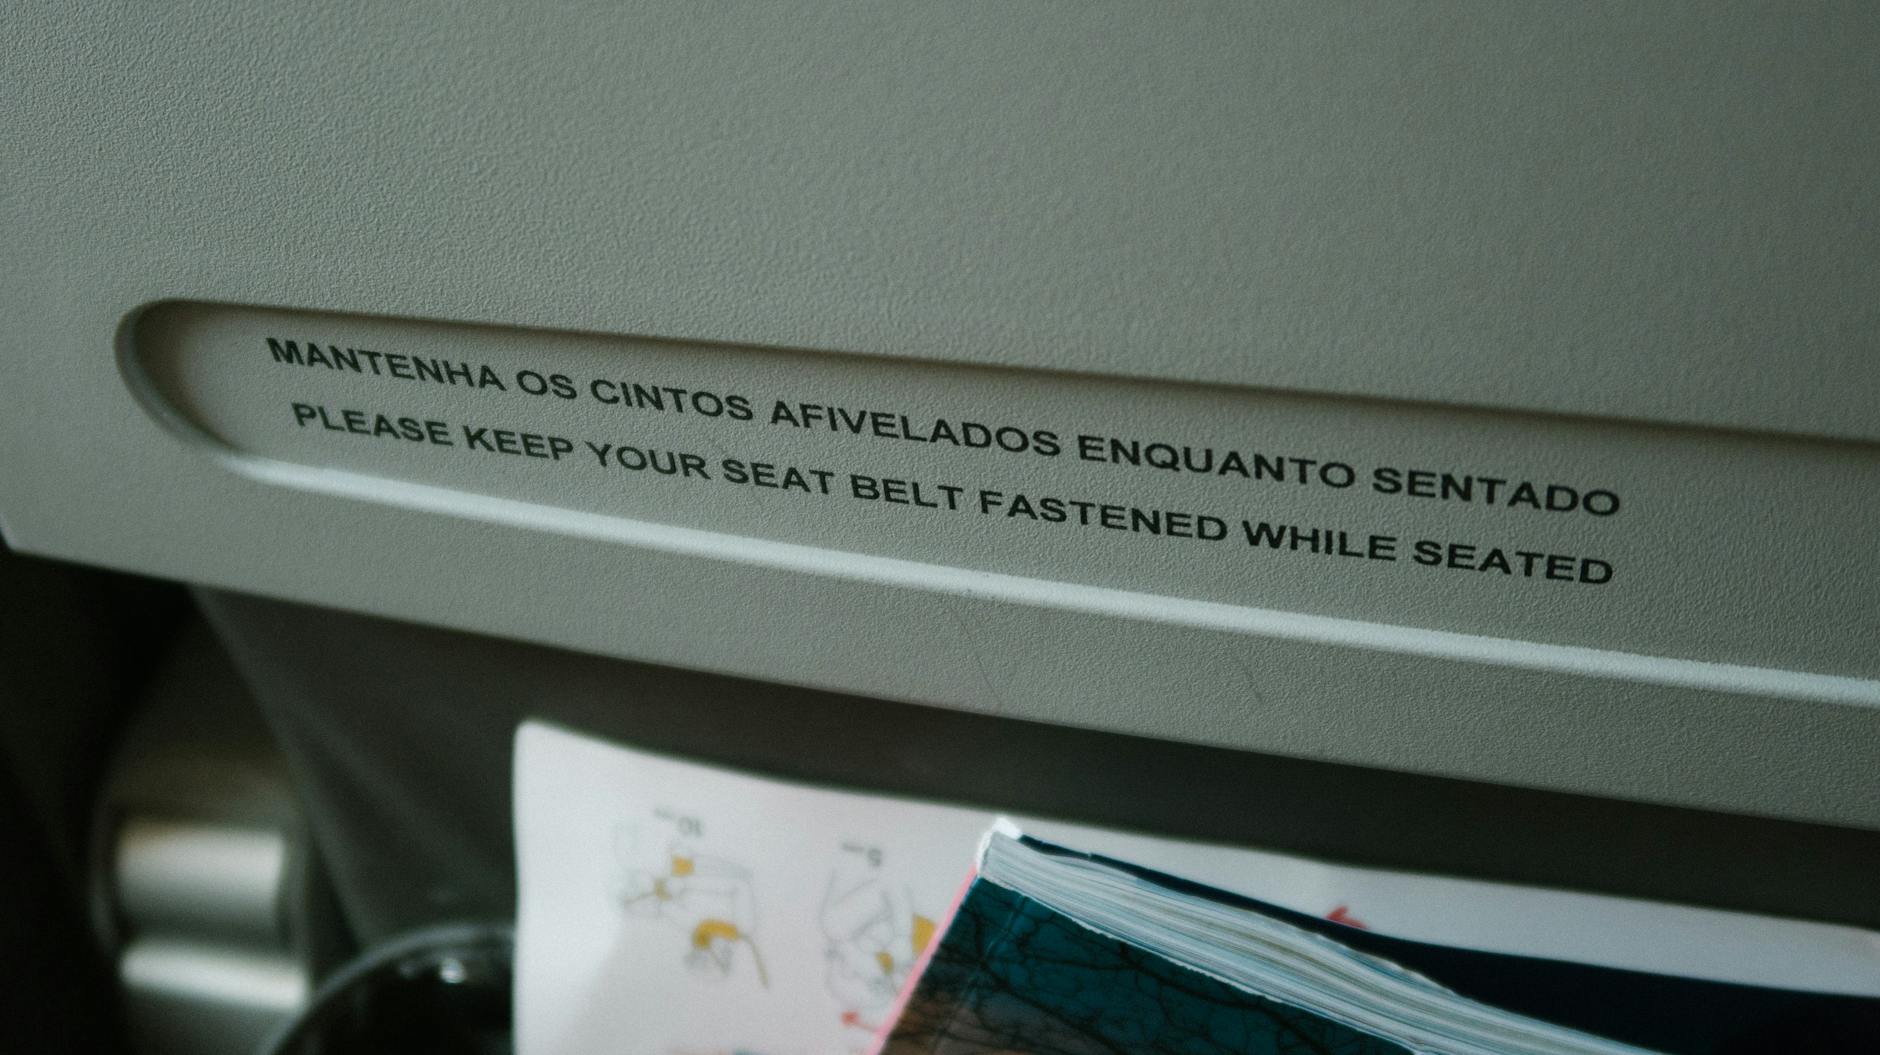 MANTENHA OS CINTOS AFIVELADOS ENQUANTO SENTADO
PLEASE KEEP YOUR SEAT BELT FASTENED WHILE SEATED